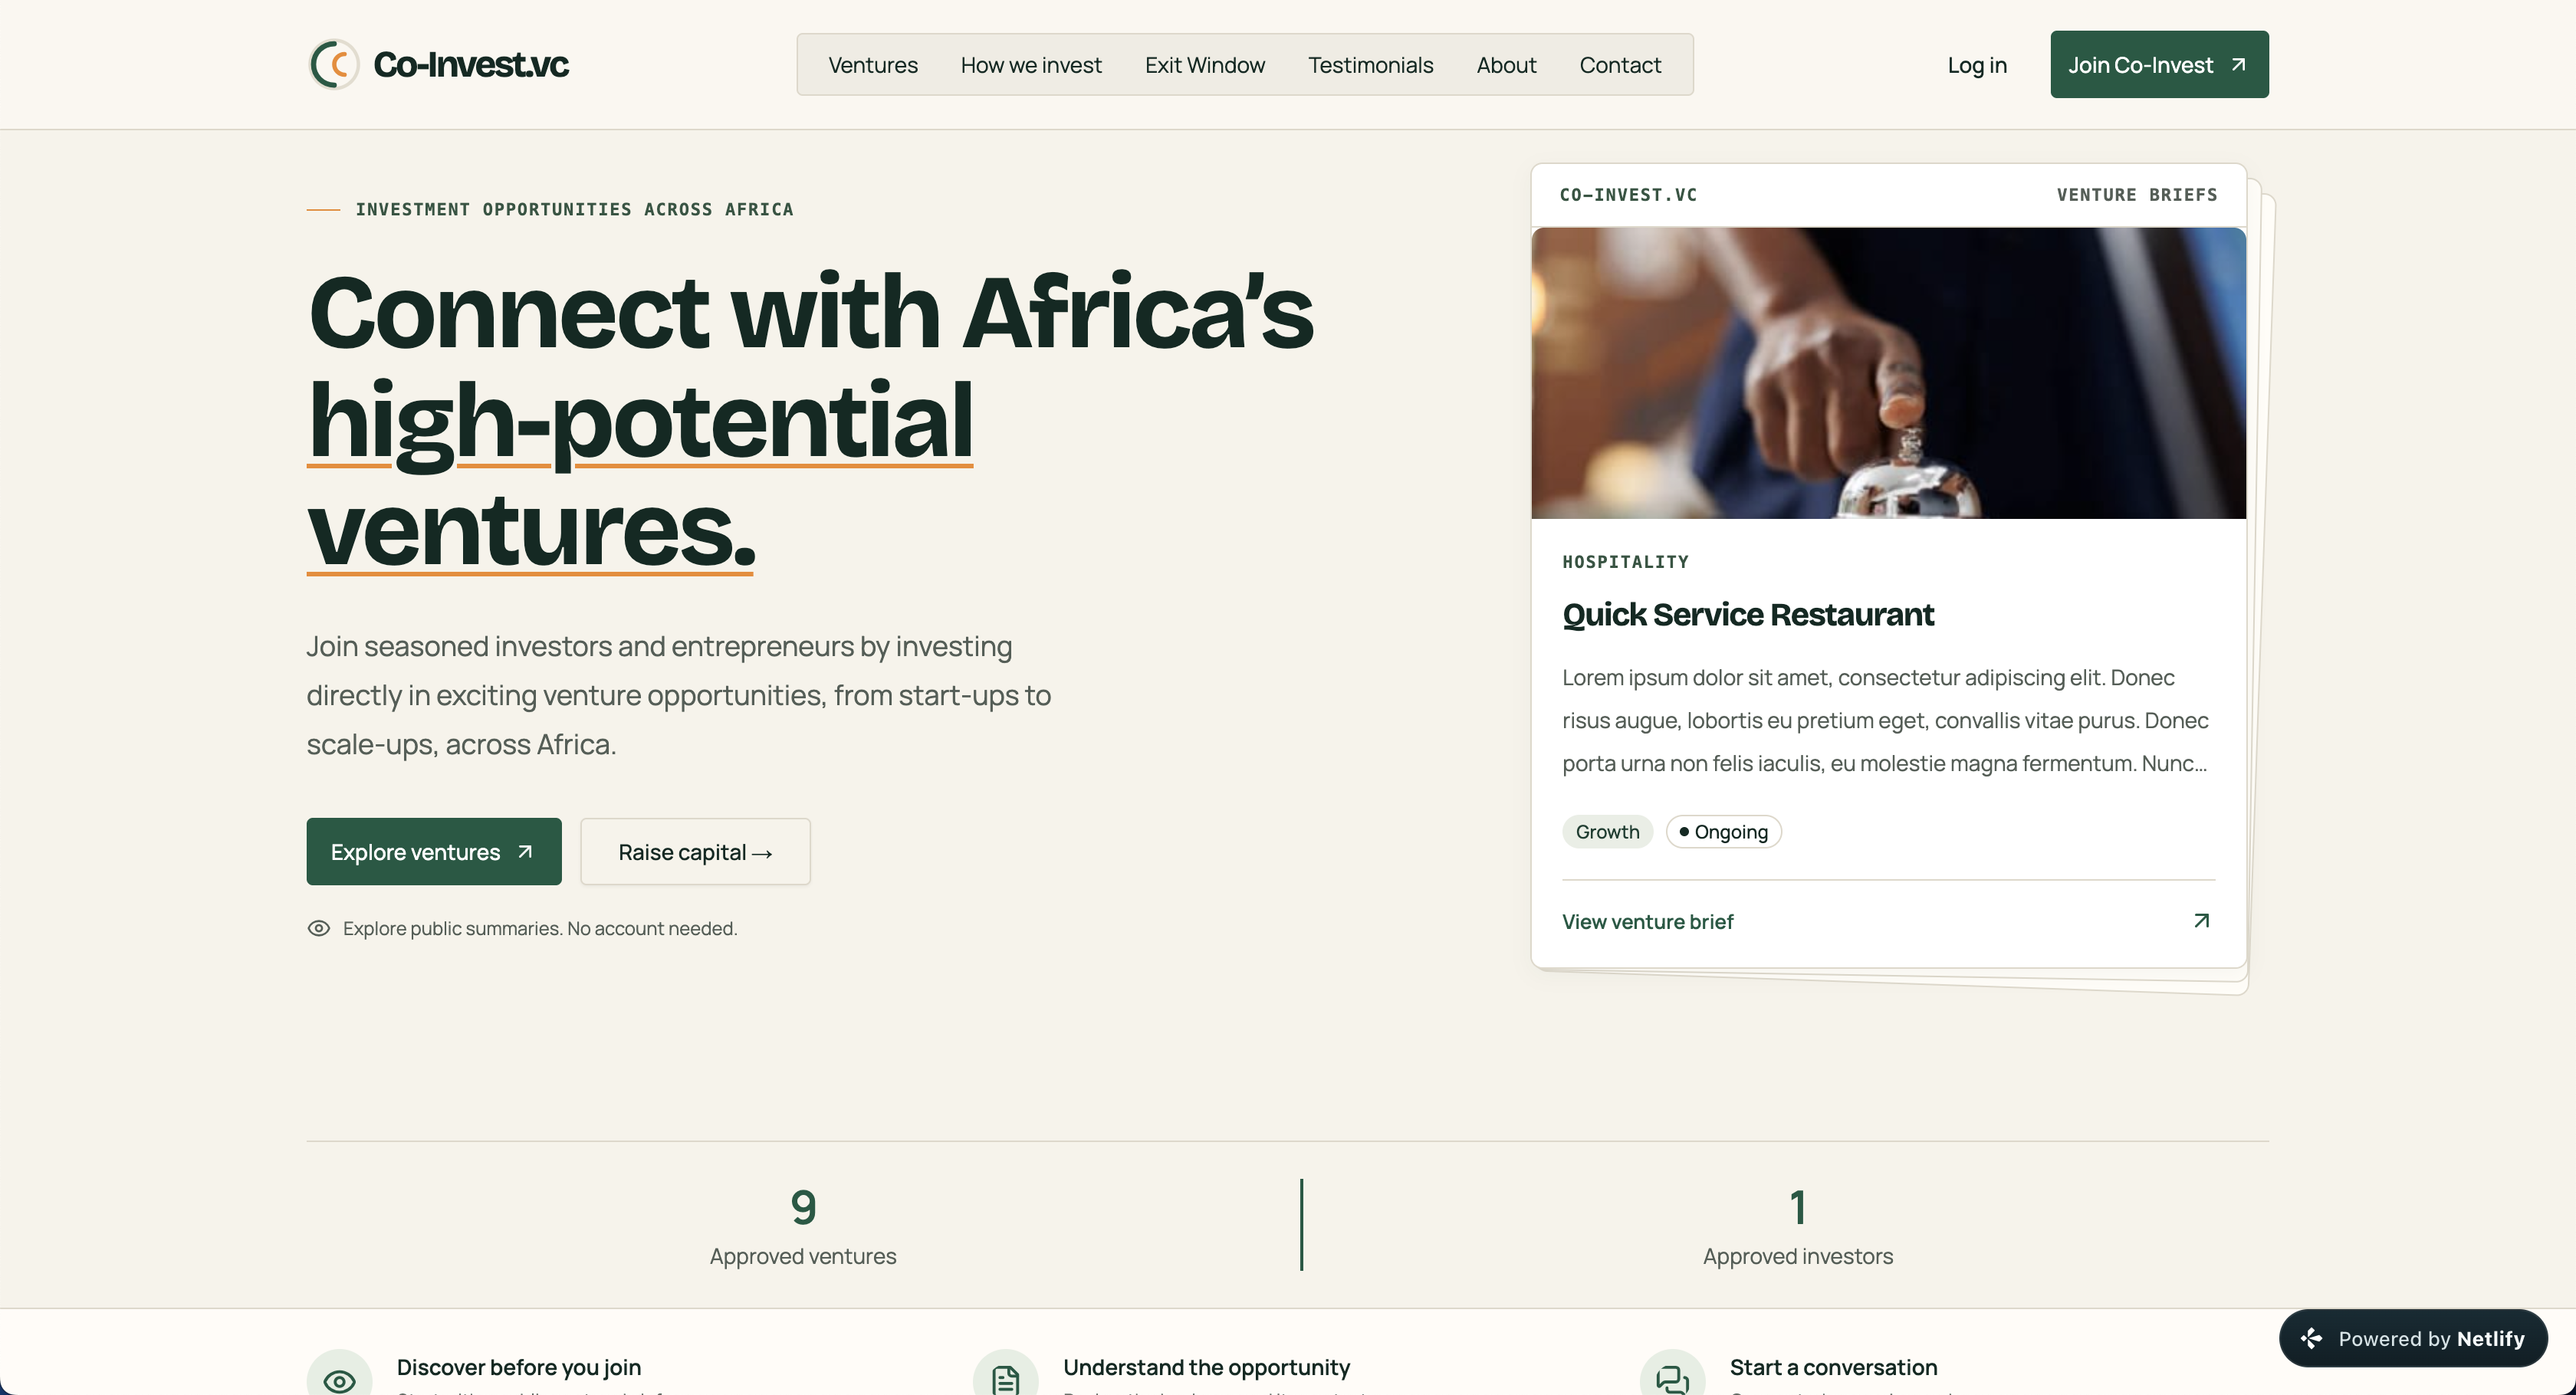 Co-Invest.vc
Ventures How we invest Exit Window Testimonials About Contact
Log in
Join Co-Invest
INVESTMENT OPPORTUNITIES ACROSS AFRICA
Connect with Africa’s
high-potential
ventures.
Join seasoned investors and entrepreneurs by investing
directly in exciting venture opportunities, from start-ups to
scale-ups, across Africa.
Explore ventures
Raise capital →
Explore public summaries. No account needed.
CO–INVEST.VC
VENTURE BRIEFS
HOSPITALITY
Quick Service Restaurant
Lorem ipsum dolor sit amet, consectetur adipiscing elit. Donec
risus augue, lobortis eu pretium eget, convallis vitae purus. Donec
porta urna non felis iaculis, eu molestie magna fermentum. Nunc…
Growth
Ongoing
View venture brief
9
Approved ventures
1
Approved investors
Discover before you join
Understand the opportunity
Start a conversation
Powered by Netlify